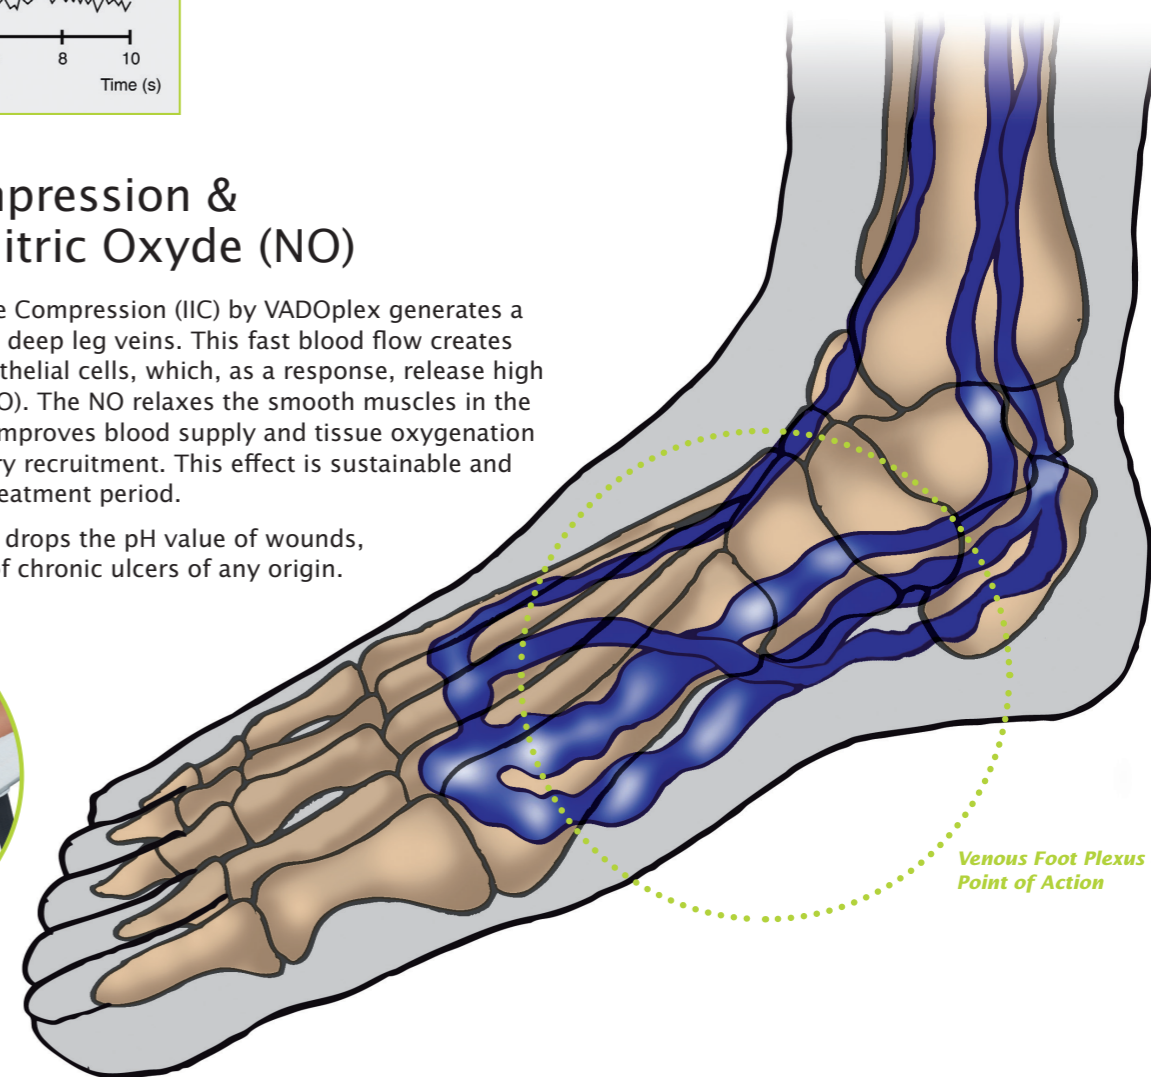 8 10
Time (s)
pression &
itric Oxyde (NO)
Compression (IIC) by VADOplex generates a
deep leg veins. This fast blood flow creates
thelial cells, which, as a response, release high
O). The NO relaxes the smooth muscles in the
mproves blood supply and tissue oxygenation
ry recruitment. This effect is sustainable and
eatment period.
drops the pH value of wounds,
of chronic ulcers of any origin.
Venous Foot Plexus
Point of Action